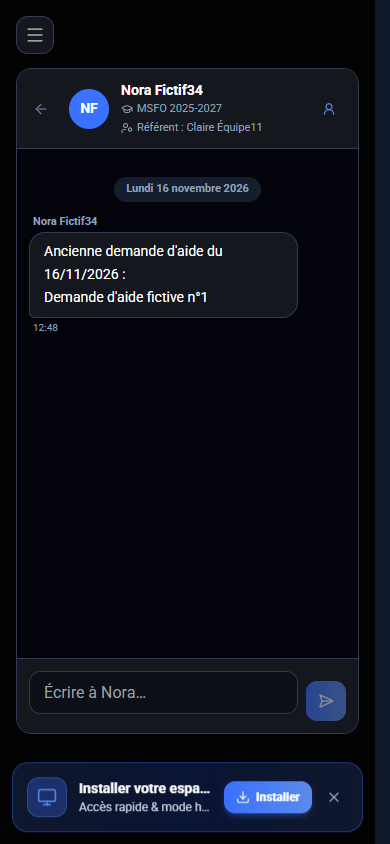 Nora Fictif34
NF
MSFO 2025-2027
Référent : Claire Équipe11
Lundi 16 novembre 2026
Nora Fictif34
Ancienne demande d'aide du
16/11/2026 :
Demande d'aide fictive n°1
12:48
Écrire à Nora...
Installer votre espa...
Accès rapide & mode h...
Installer